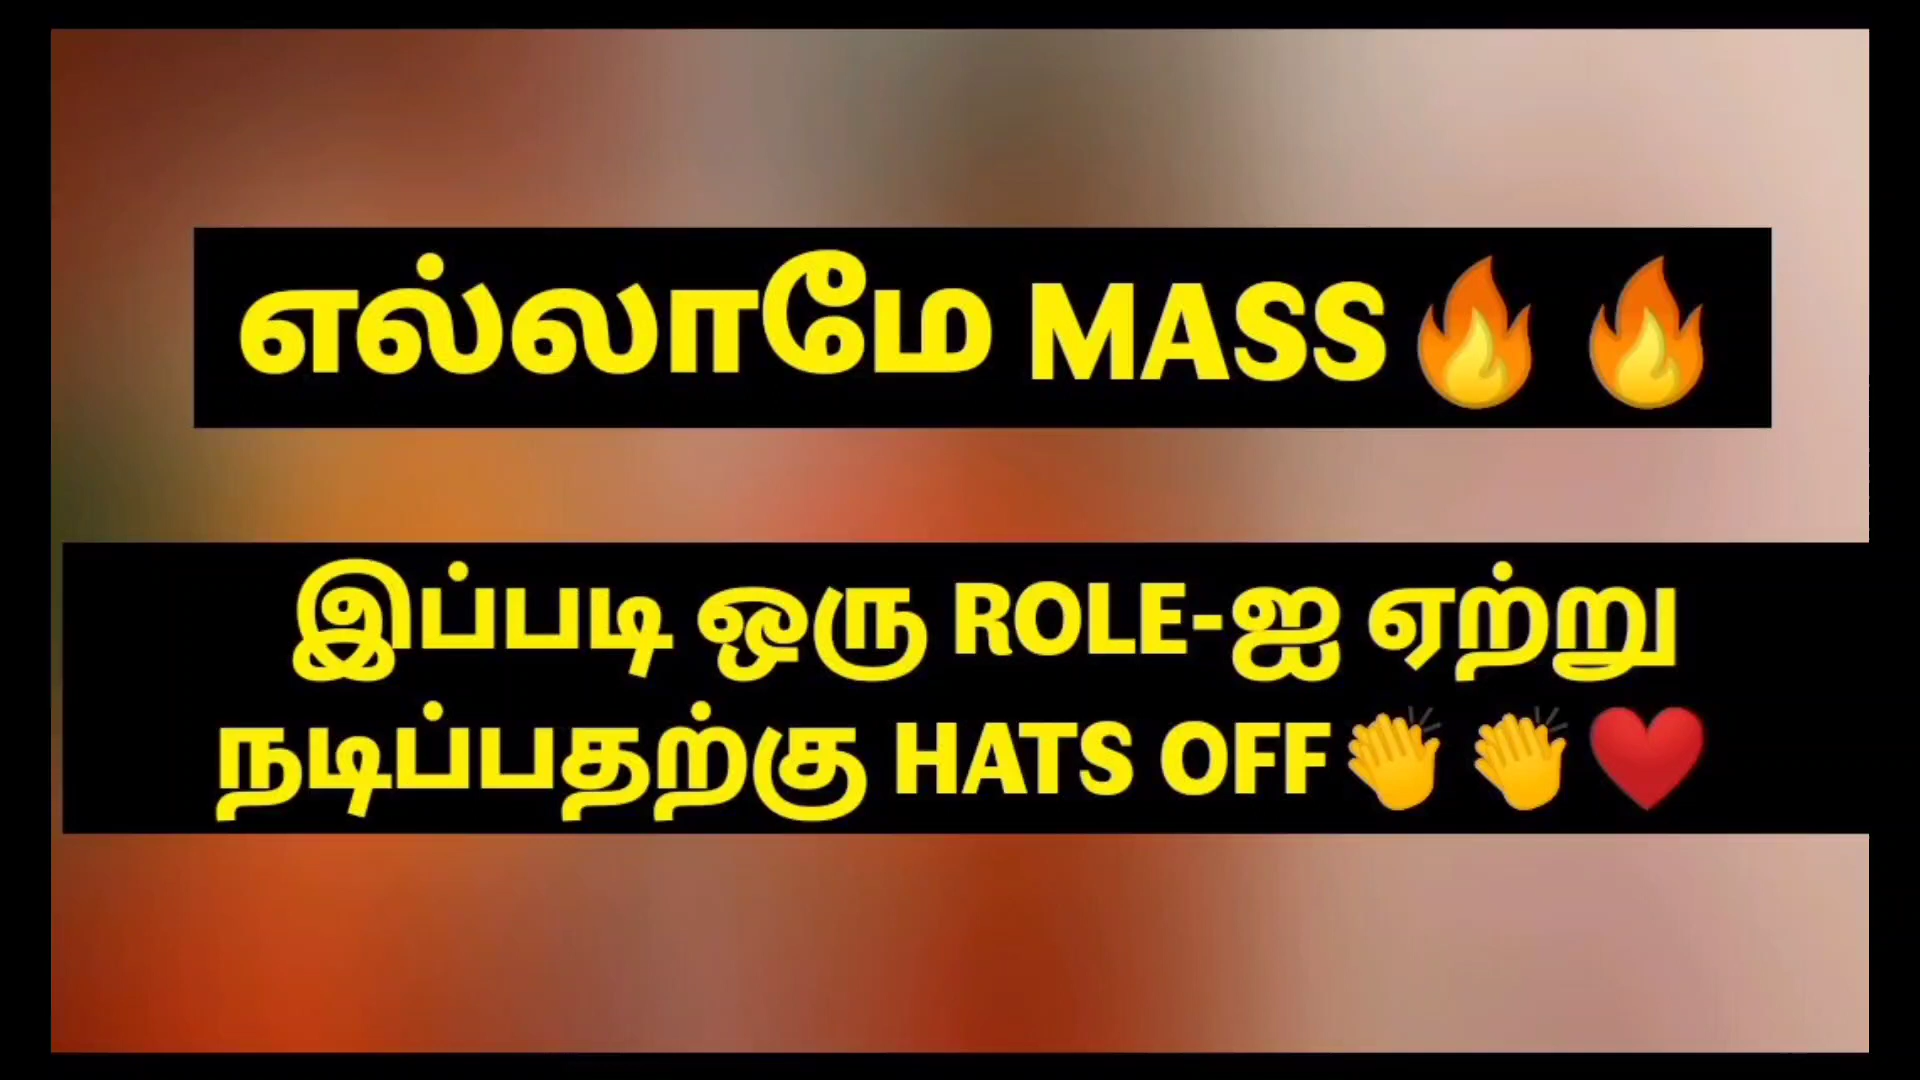 எல்லாமே MASS🔥 🔥
இப்படி ஒரு ROLE-ஐ ஏற்று
நடிப்பதற்கு HATS OFF👏 👏 ❤️